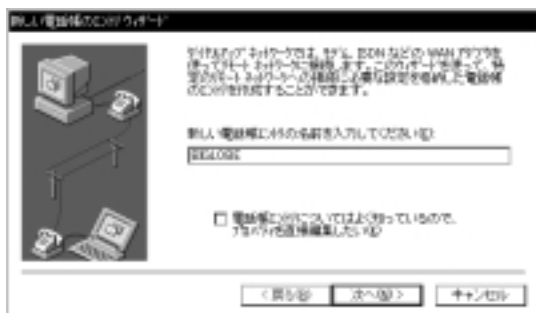 新しい電話帳のエントリ ウィザード
ダイヤルアップ ネットワークでは、モデム、ISDN などの WAN アダプタを
使ってリモート ネットワークに接続します。このウィザードを使って、特
定のリモート ネットワークへの接続に必要な設定を格納した電話帳
のエントリを作成することができます。
新しい電話帳エントリの名前を入力してください(E):
BIGLOBE
電話帳エントリについてはよく知っているので、
プロパティを直接編集したい(K)
< 戻る(B)
次へ(N) >
キャンセル